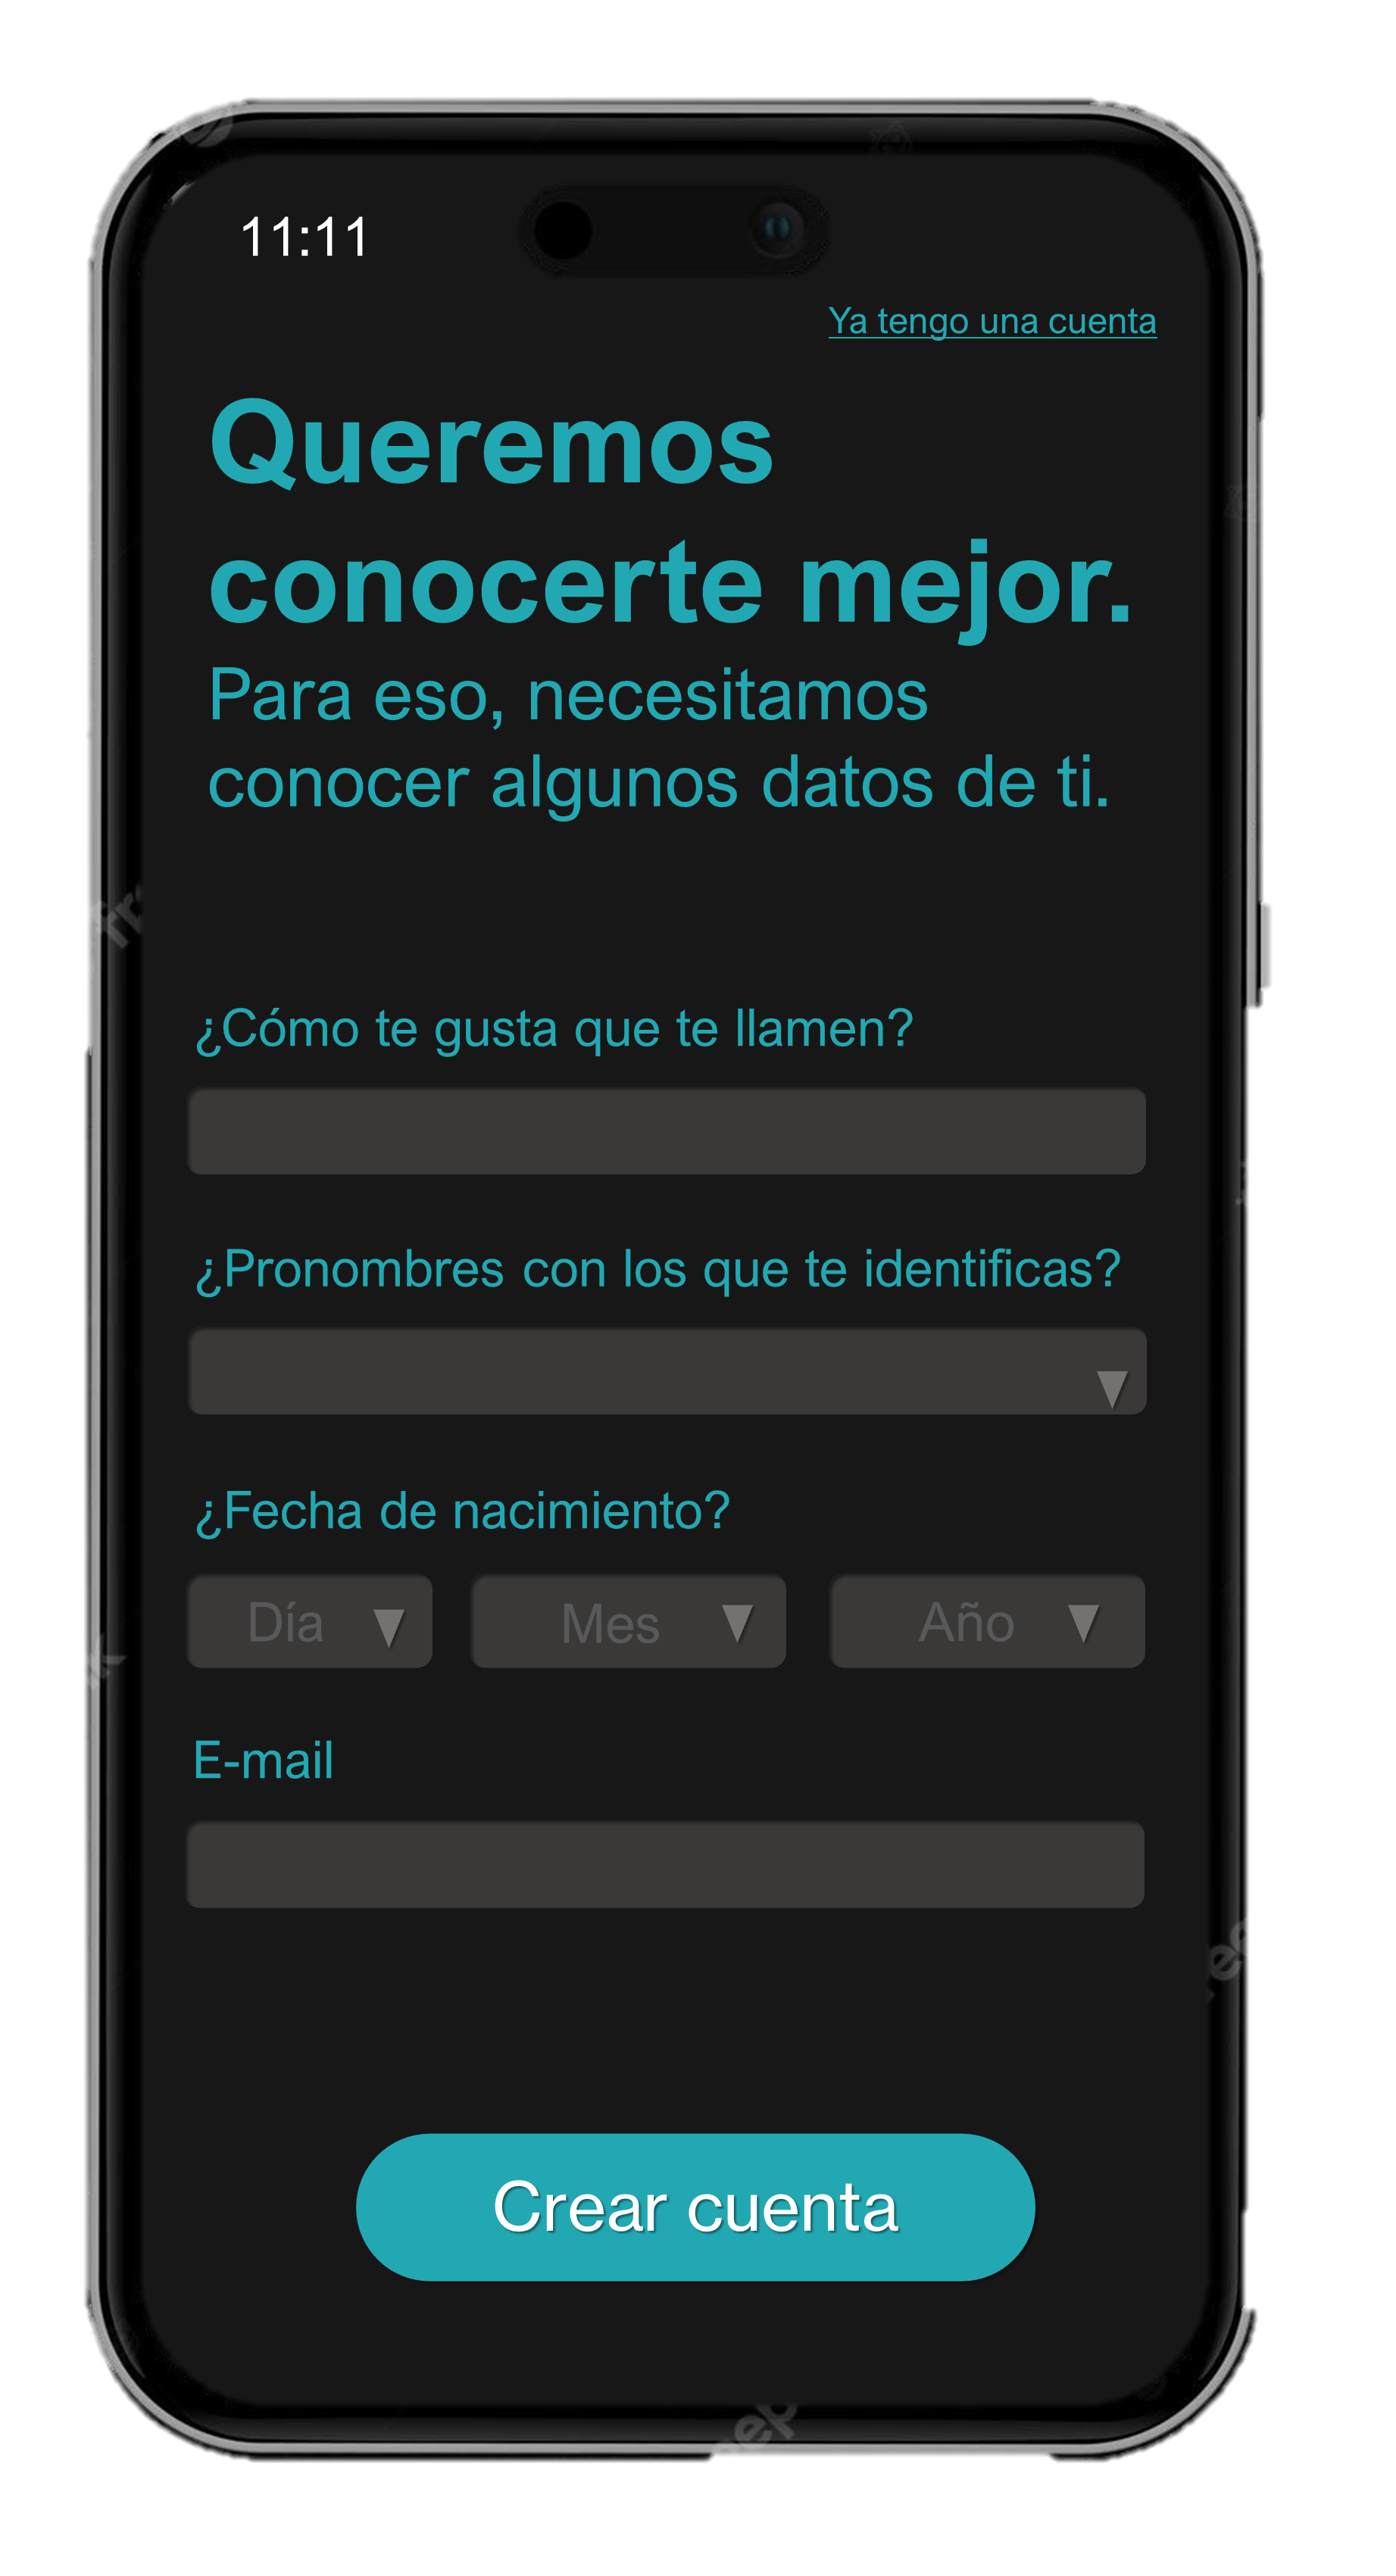 11:11
Ya tengo una cuenta
Queremos
conocerte mejor.
Para eso, necesitamos
conocer algunos datos de ti.
¿Cómo te gusta que te llamen?
¿Pronombres con los que te identificas?
¿Fecha de nacimiento?
Día Mes Año
E-mail
Crear cuenta